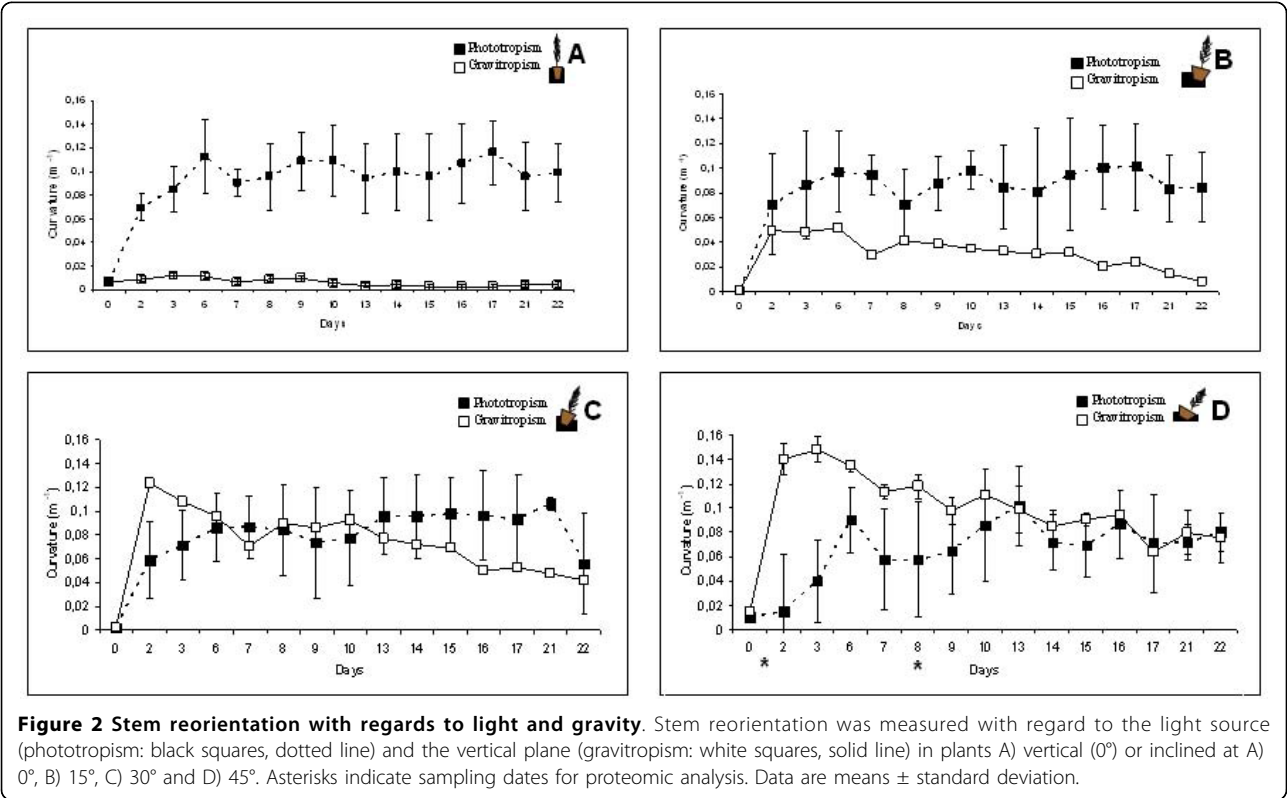 Phototropism
Gravitropism
A
0,16
0,14
0,12
0,1
0,08
0,06
0,04
0,02
0
Curvature (m⁻¹)
0 2 3 6 7 8 9 10 13 14 15 16 17 21 22
Days
Phototropism
Gravitropism
B
0,16
0,14
0,12
0,1
0,08
0,06
0,04
0,02
0
Curvature (m⁻¹)
0 2 3 6 7 8 9 10 13 14 15 16 17 21 22
Days
Phototropism
Gravitropism
C
0,16
0,14
0,12
0,1
0,08
0,06
0,04
0,02
0
Curvature (m⁻¹)
0 2 3 6 7 8 9 10 13 14 15 16 17 21 22
Days
Phototropism
Gravitropism
D
0,16
0,14
0,12
0,1
0,08
0,06
0,04
0,02
0
Curvature (m⁻¹)
0 2 3 6 7 8 9 10 13 14 15 16 17 21 22
* *
Days
Figure 2 Stem reorientation with regards to light and gravity. Stem reorientation was measured with regard to the light source
(phototropism: black squares, dotted line) and the vertical plane (gravitropism: white squares, solid line) in plants A) vertical (0°) or inclined at A)
0°, B) 15°, C) 30° and D) 45°. Asterisks indicate sampling dates for proteomic analysis. Data are means ± standard deviation.